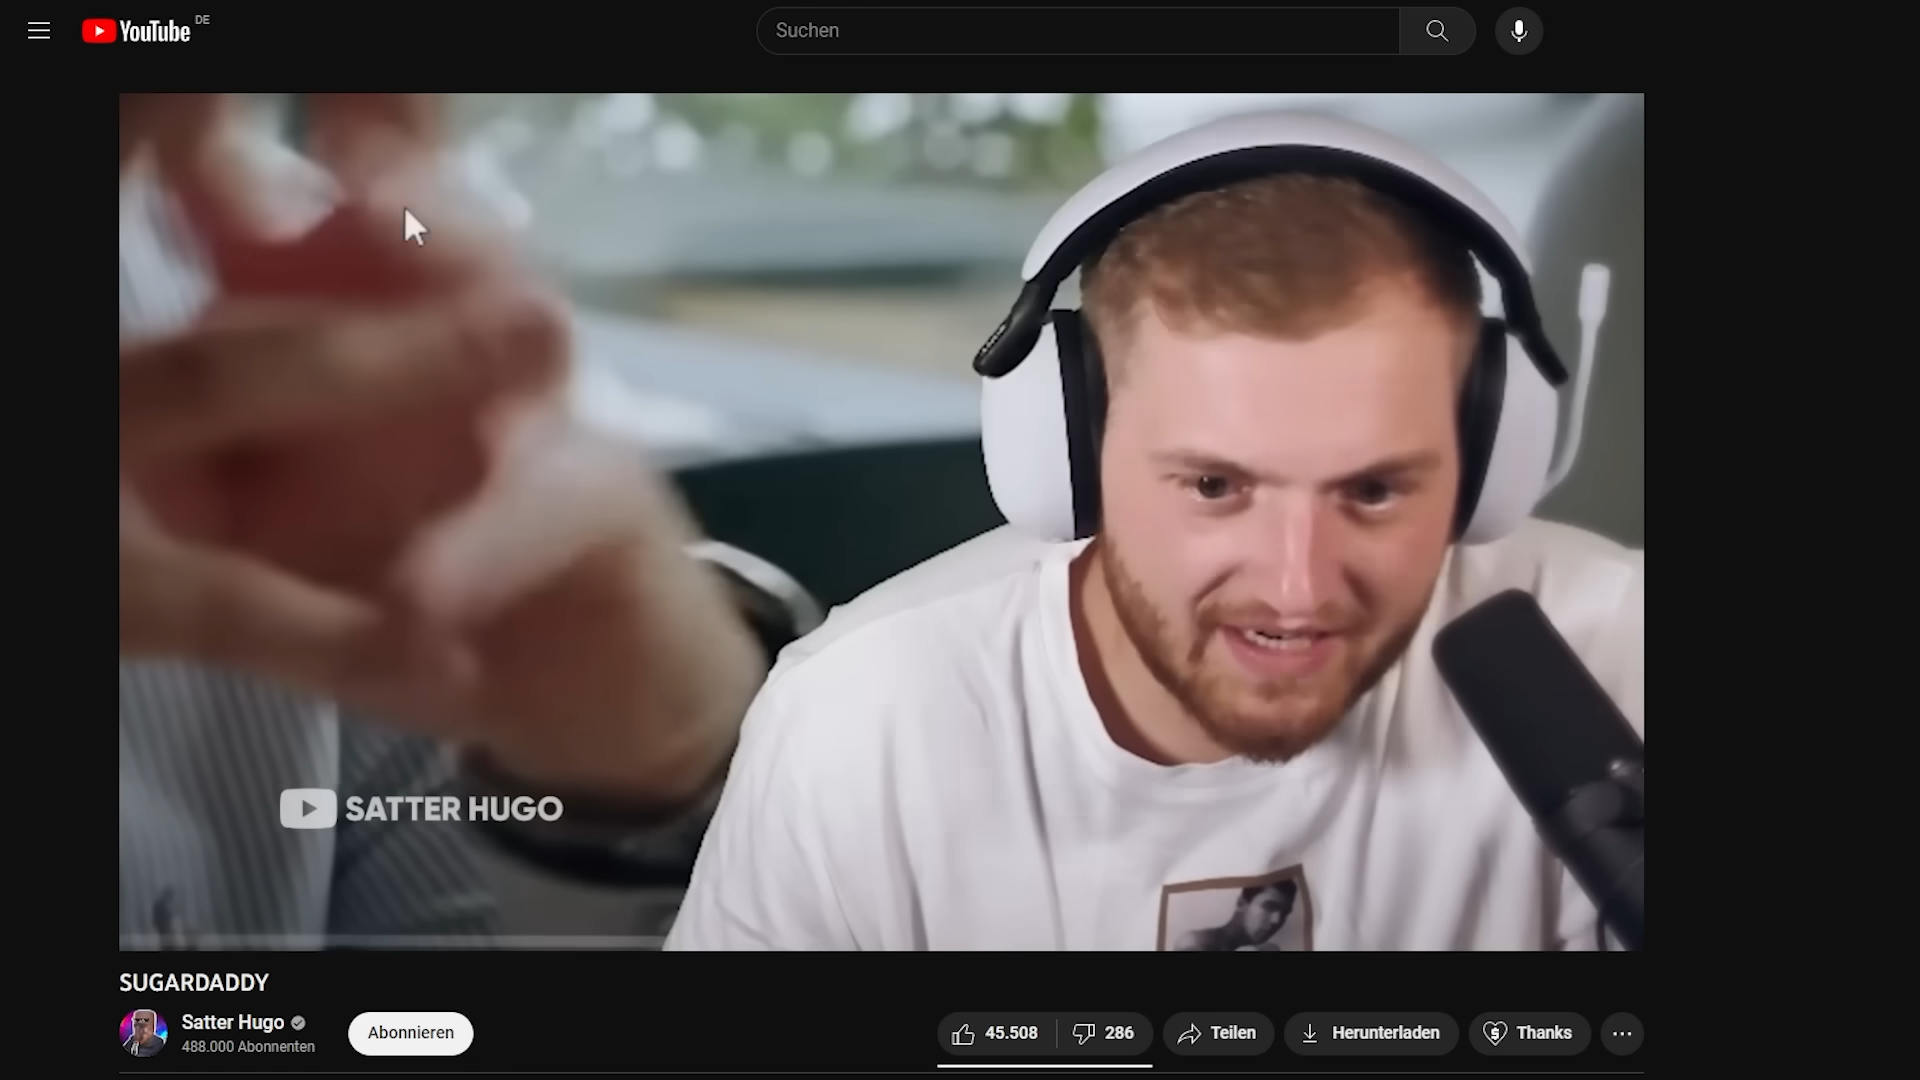 YouTube DE
Suchen
SATTER HUGO
SUGARDADDY
Satter Hugo
488.000 Abonnenten
Abonnieren
45.508
286
Teilen
Herunterladen
Thanks